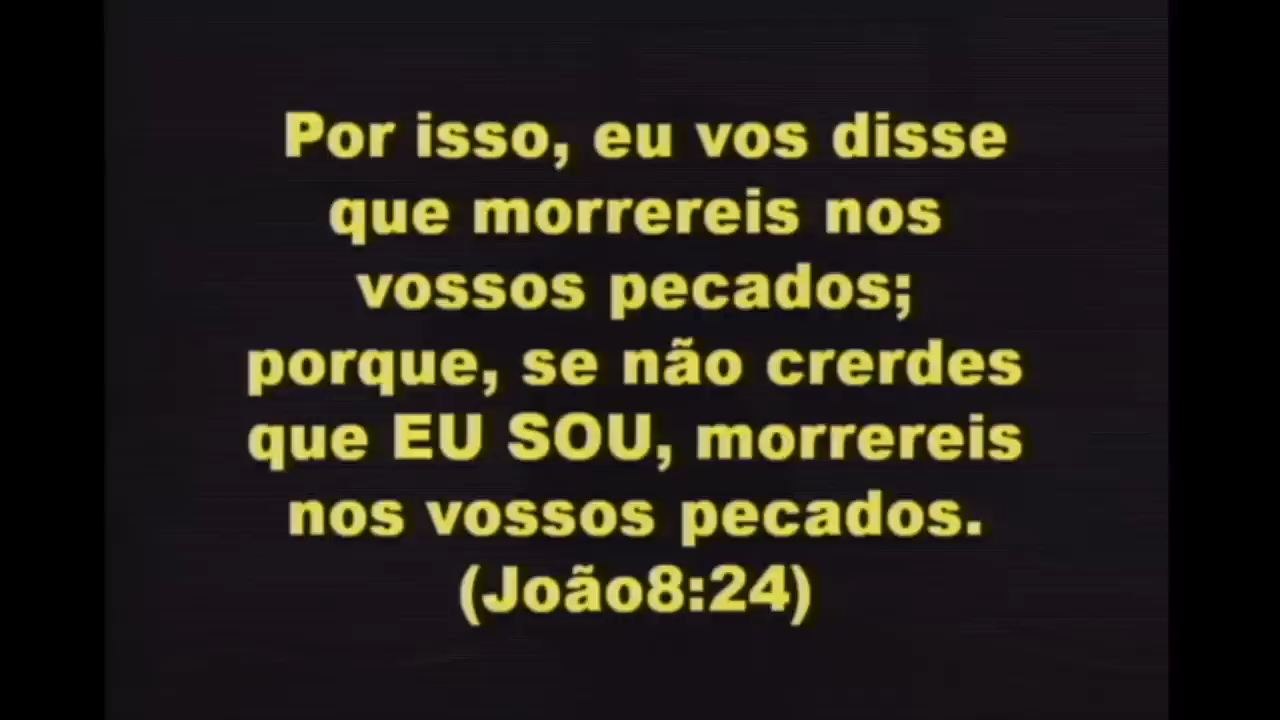 Por isso, eu vos disse
que morrereis nos
vossos pecados;
porque, se não crerdes
que EU SOU, morrereis
nos vossos pecados.
(João8:24)